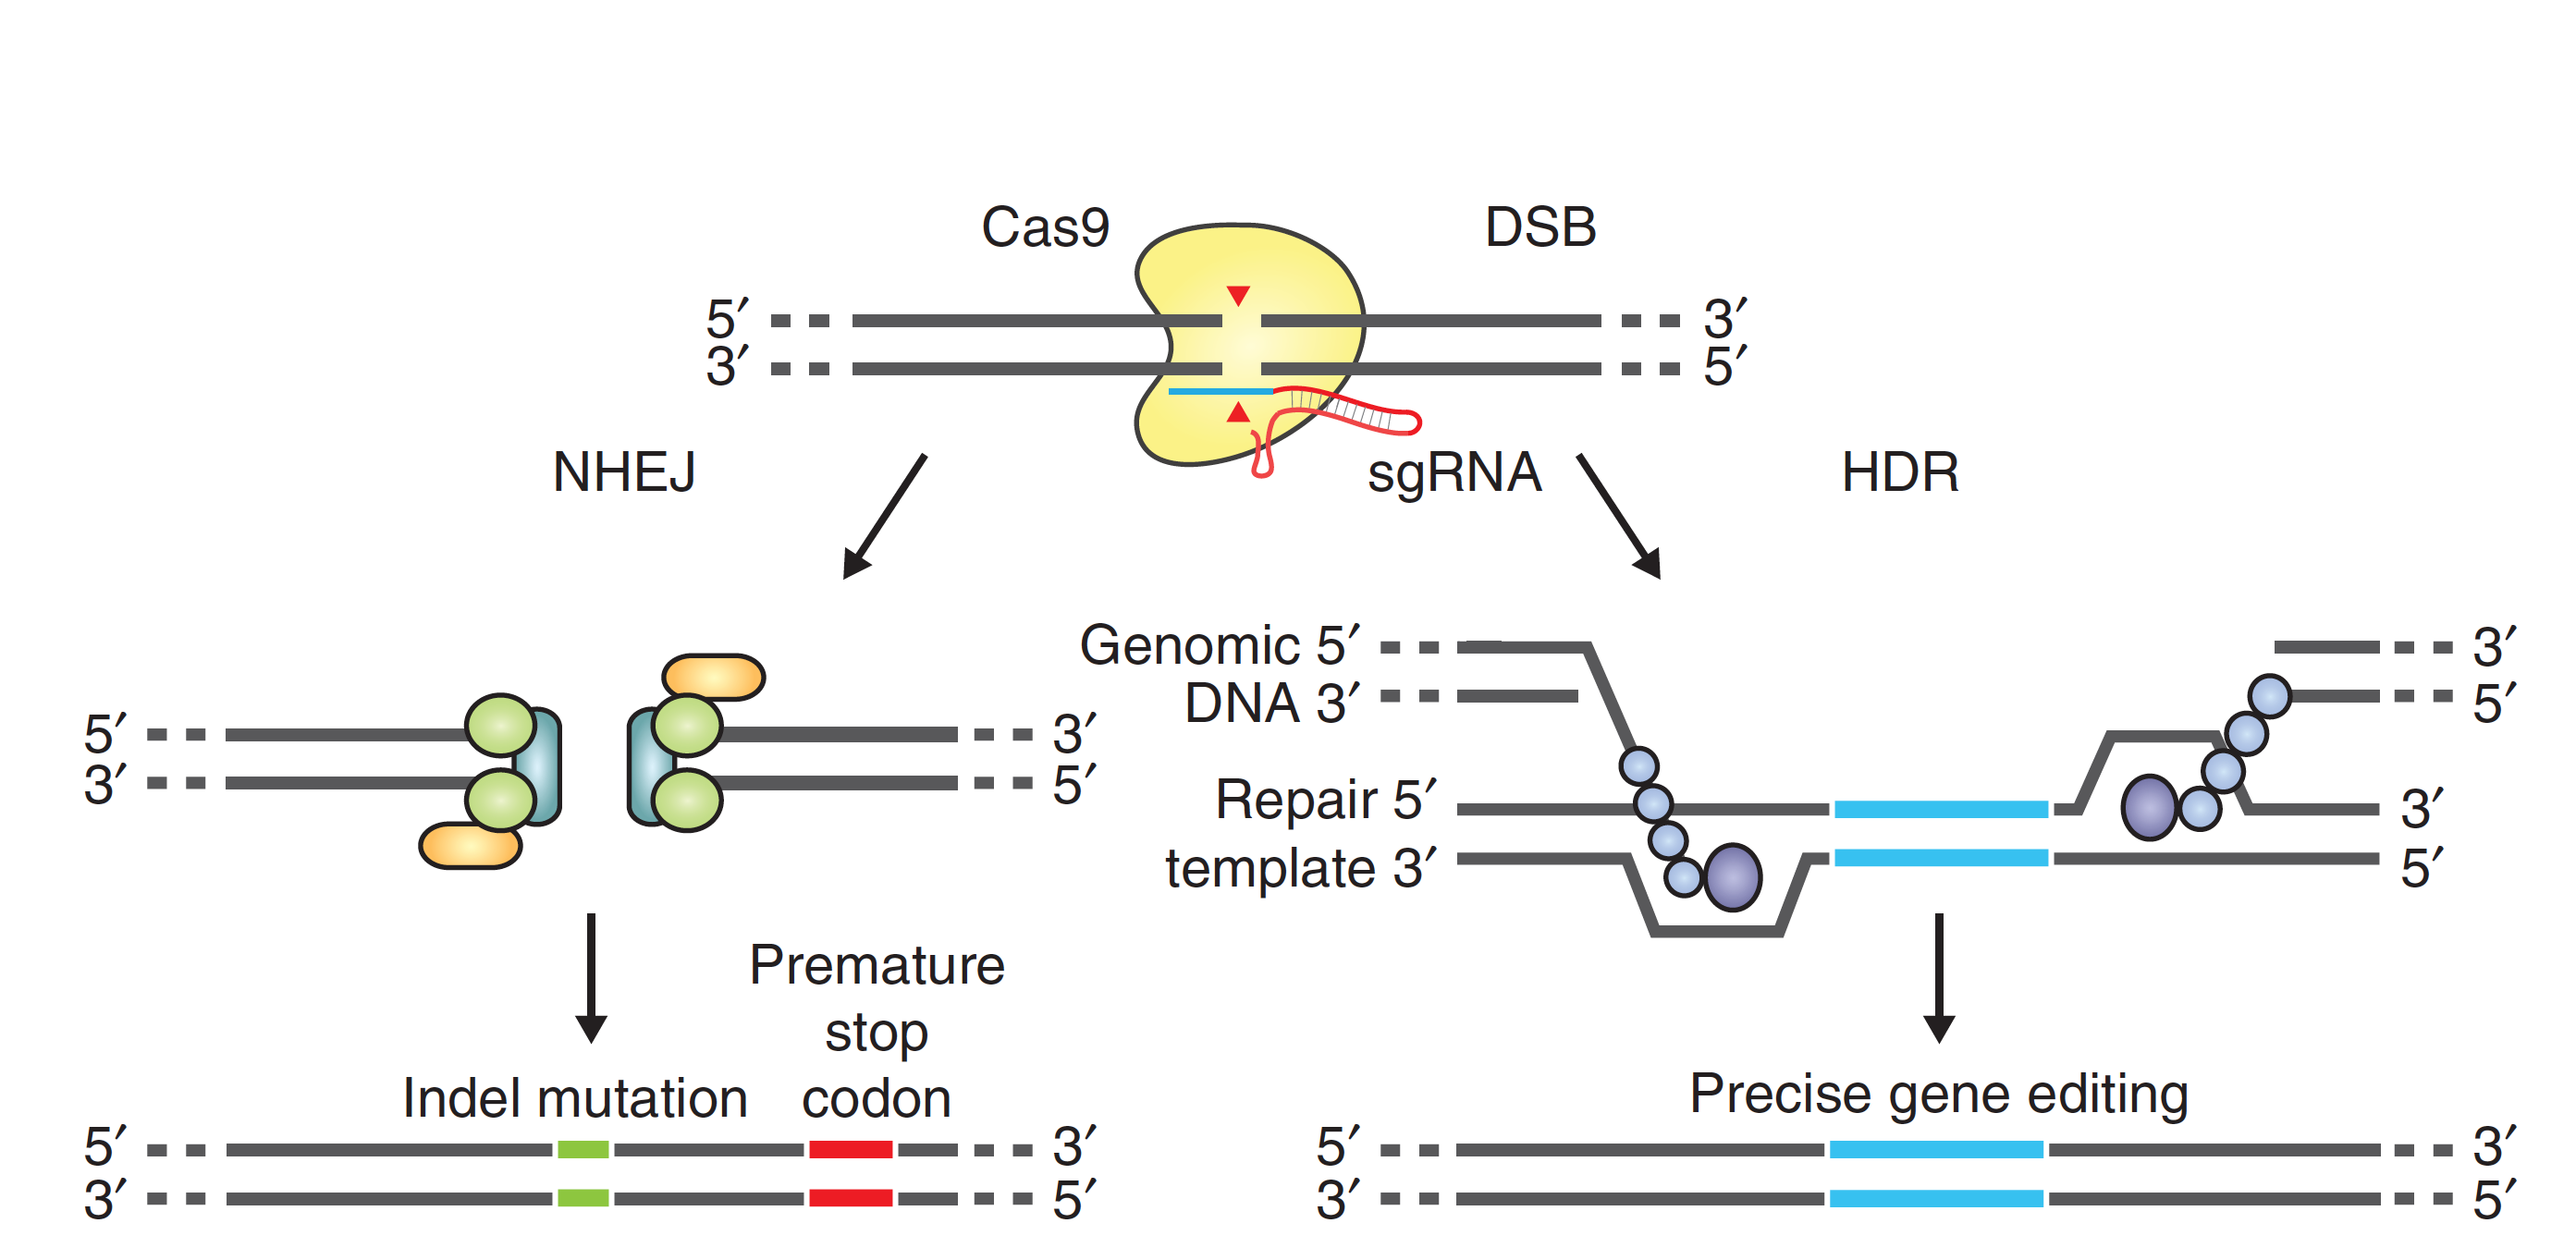 Cas9
DSB
5′ 3′
3′ 5′
NHEJ
sgRNA
HDR
Genomic 5′ 3′
DNA 3′ 5′
5′ 3′
3′ 5′
Repair 5′ 3′
template 3′ 5′
Premature
stop
codon
Indel mutation
Precise gene editing
5′ 3′
3′ 5′
5′ 3′
3′ 5′